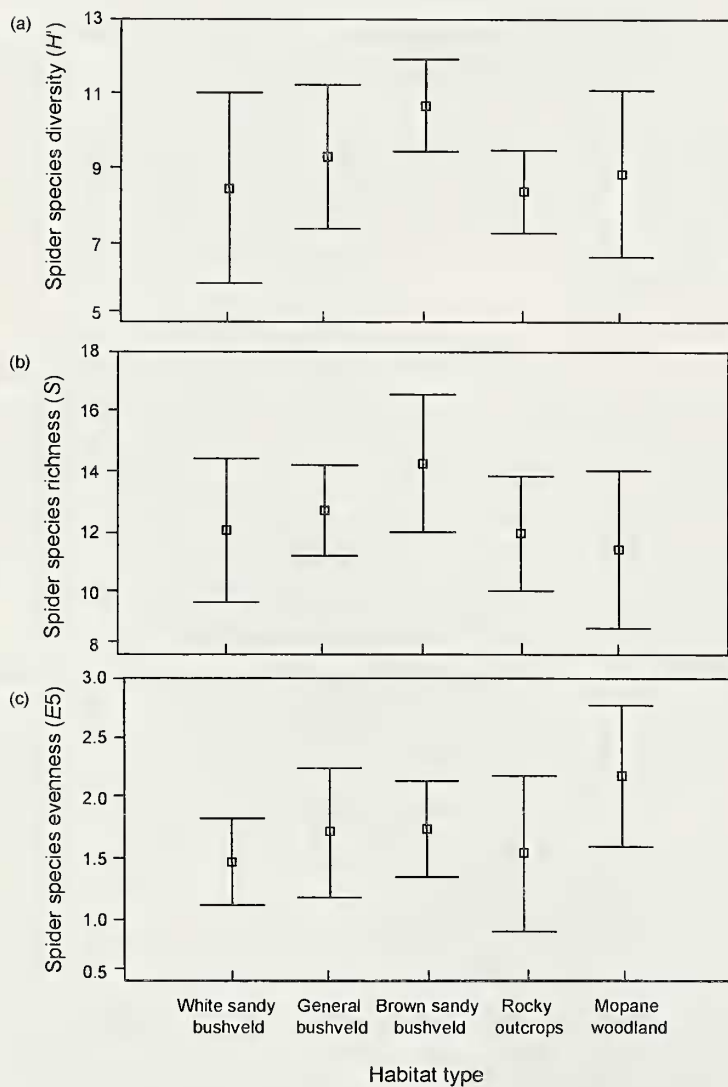 (a)
Spider species diversity (H')
13
11
9
7
5
(b)
Spider species richness (S)
18
16
14
12
10
8
(c)
Spider species evenness (E5)
3.0
2.5
2.0
1.5
1.0
0.5
White sandy bushveld
General bushveld
Brown sandy bushveld
Rocky outcrops
Mopane woodland
Habitat type